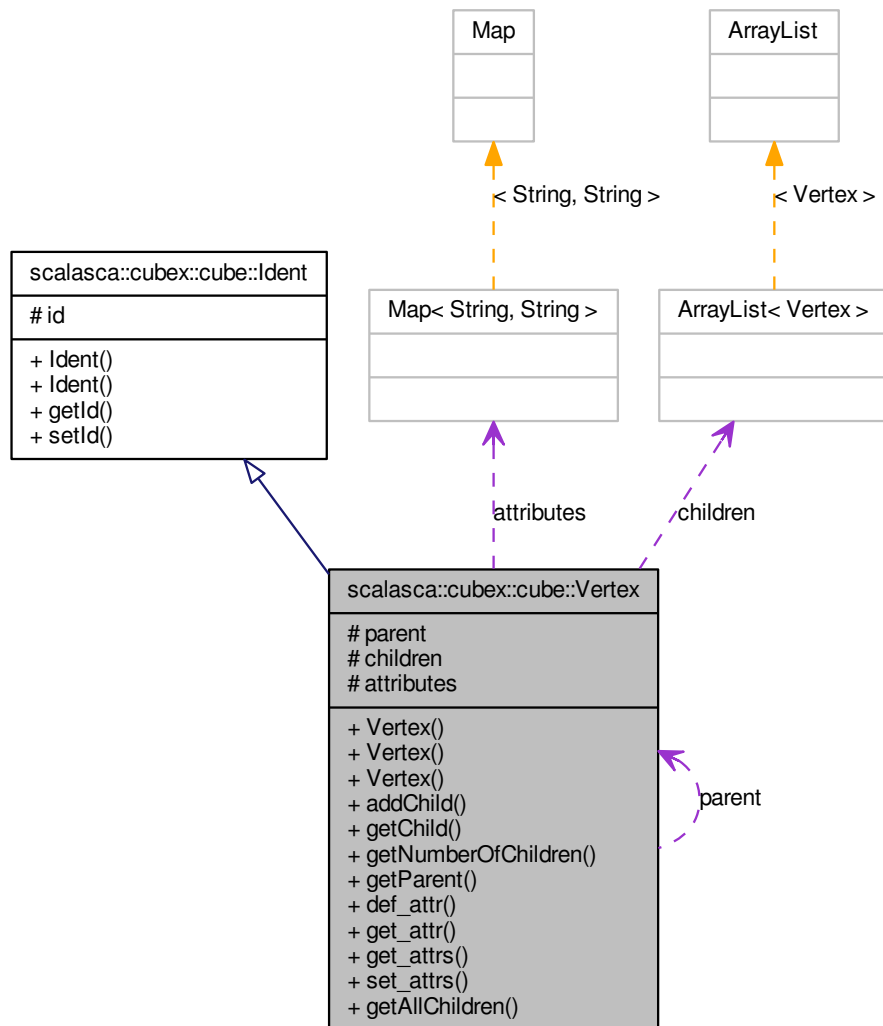 Map
ArrayList
< String, String >
< Vertex >
scalasca::cubex::cube::Ident
# id
+ Ident()
+ Ident()
+ getId()
+ setId()
Map< String, String >
ArrayList< Vertex >
attributes
children
scalasca::cubex::cube::Vertex
# parent
# children
# attributes
+ Vertex()
+ Vertex()
+ Vertex()
+ addChild()
+ getChild()
+ getNumberOfChildren()
+ getParent()
+ def_attr()
+ get_attr()
+ get_attrs()
+ set_attrs()
+ getAllChildren()
parent